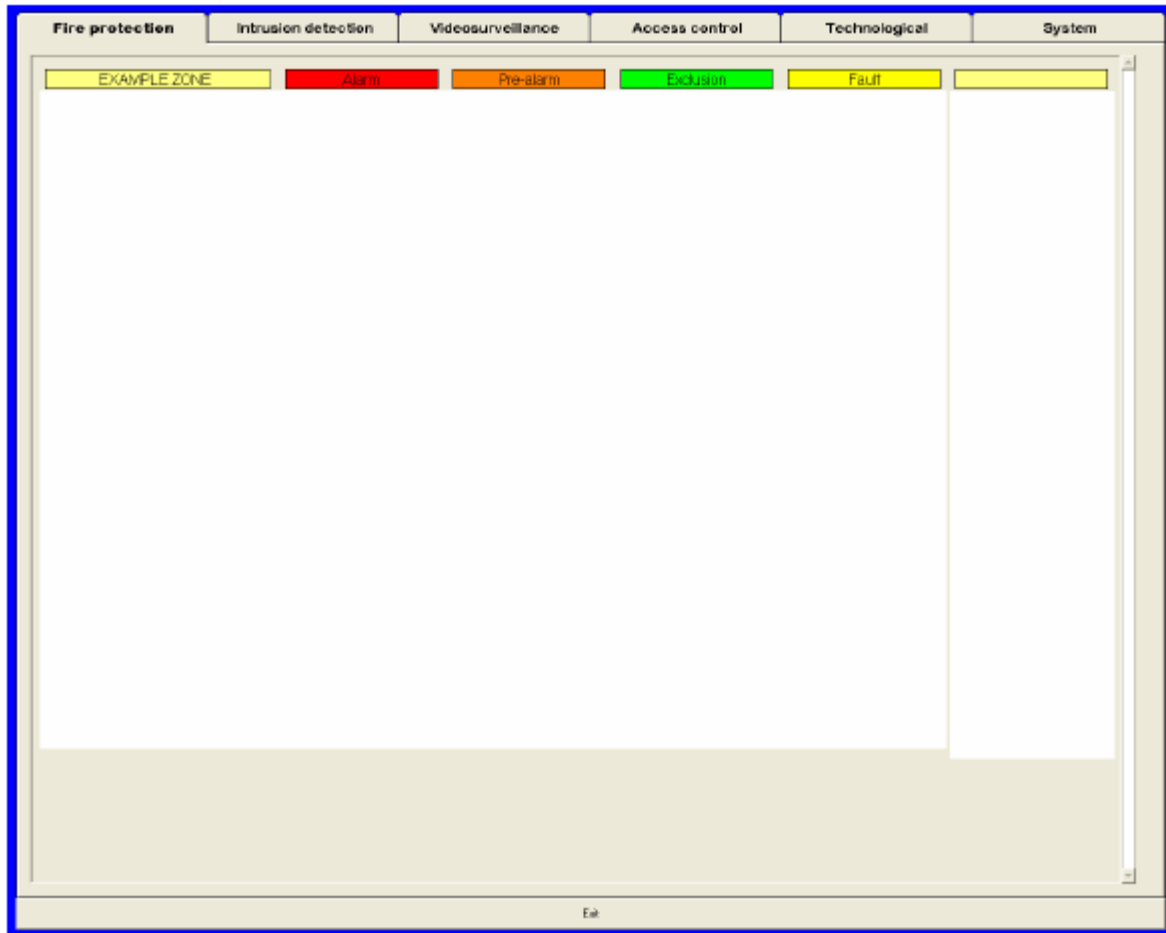 Fire protection Intrusion detection Videosurveillance Access control Technological System
EXAMPLE ZONE Alarm Pre-alarm Exclusion Fault
Exit